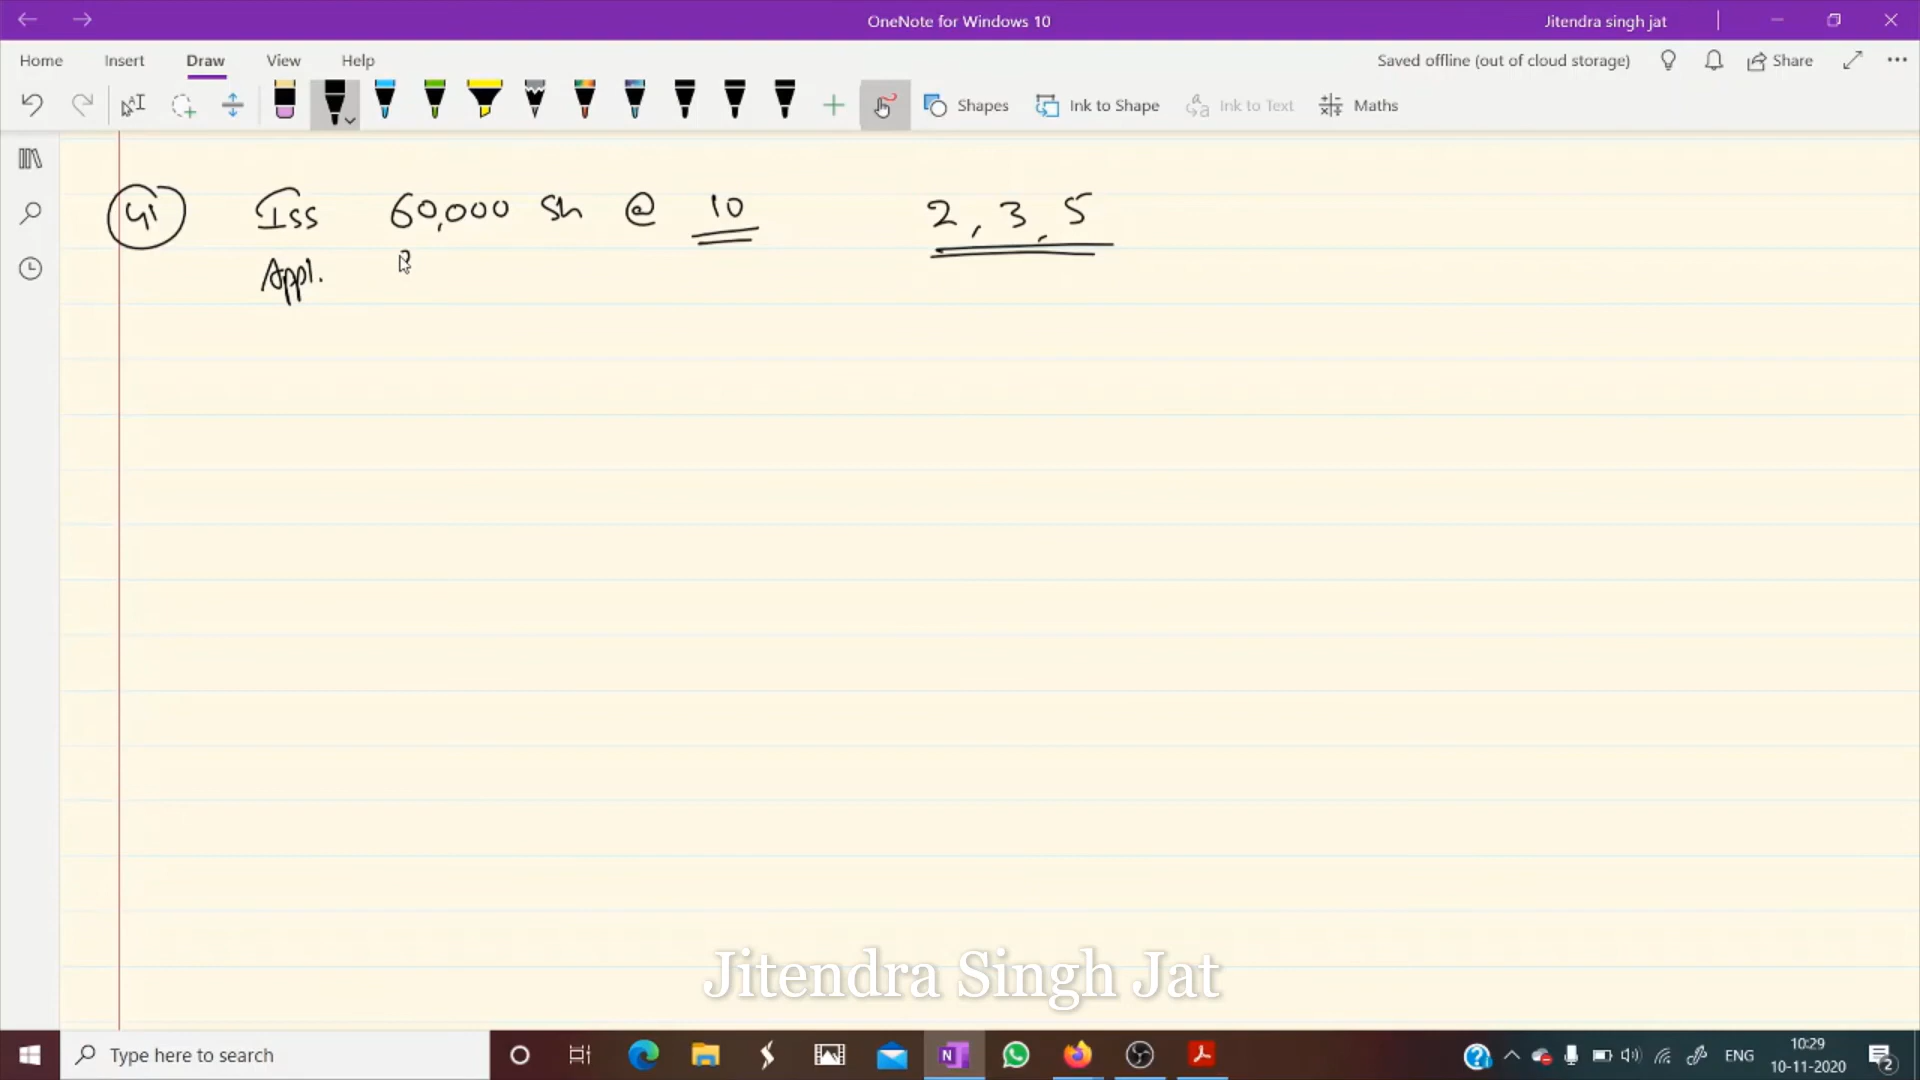 OneNote for Windows 10
Jitendra singh jat
Home Insert Draw View Help
Saved offline (out of cloud storage)
Share
Shapes
Ink to Shape
Ink to Text
Maths
41 Iss 60,000 Sh @ 10 2, 3, 5
Appl.
Jitendra Singh Jat
Type here to search
ENG
10:29
10-11-2020
2